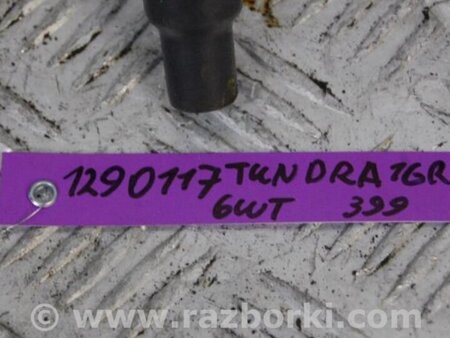 1290117 TUNDRA 1GR
6WT 399
© www.razborki.com